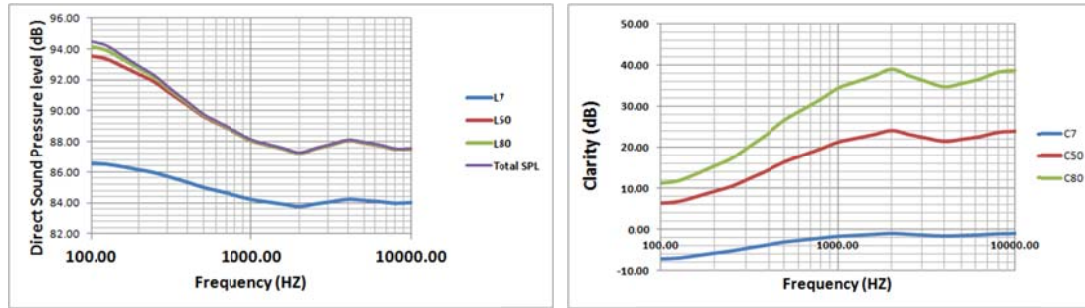 Direct Sound Pressure level (dB)
96.00
94.00
92.00
90.00
88.00
86.00
84.00
82.00
100.00 1000.00 10000.00
Frequency (HZ)
L7
L50
L80
Total SPL
Clarity (dB)
50.00
40.00
30.00
20.00
10.00
0.00
-10.00
100.00 1000.00 10000.00
Frequency (HZ)
C7
C50
C80